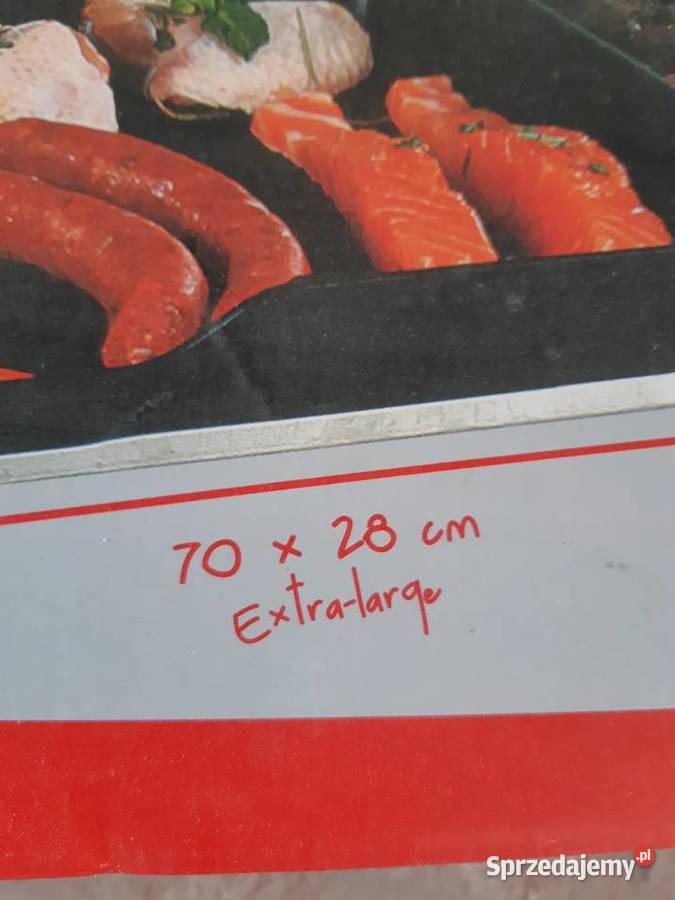 70 x 28 cm
Extra-large
Sprzedajemy.pl